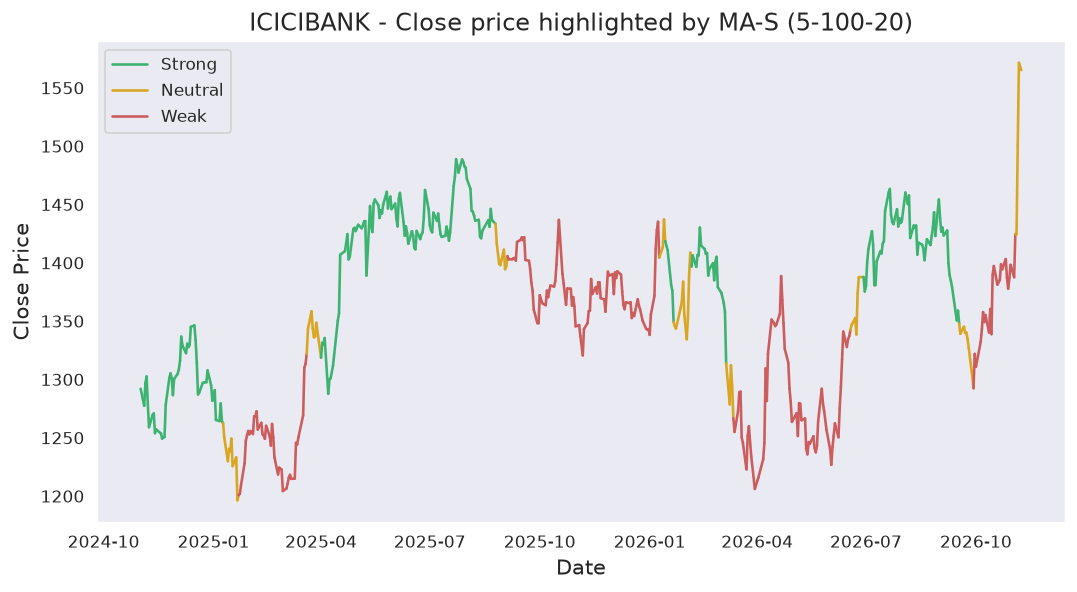 ICICIBANK - Close price highlighted by MA-S (5-100-20)
Strong
Neutral
Weak
1550
1500
1450
1400
1350
1300
1250
1200
Close Price
2024-10 2025-01 2025-04 2025-07 2025-10 2026-01 2026-04 2026-07 2026-10
Date